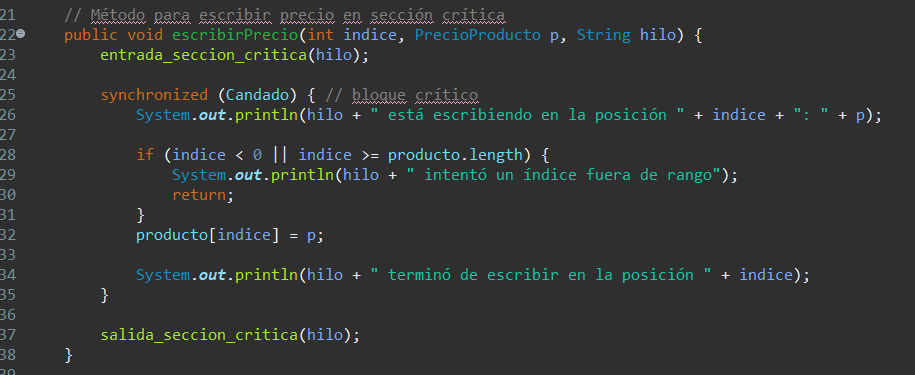 21 // Método para escribir precio en sección crítica
22 public void escribirPrecio(int indice, PrecioProducto p, String hilo) {
23 entrada_seccion_critica(hilo);
24
25 synchronized (Candado) { // bloque crítico
26 System.out.println(hilo + " está escribiendo en la posición " + indice + ": " + p);
27
28 if (indice < 0 || indice >= producto.length) {
29 System.out.println(hilo + " intentó un índice fuera de rango");
30 return;
31 }
32 producto[indice] = p;
33
34 System.out.println(hilo + " terminó de escribir en la posición " + indice);
35 }
36
37 salida_seccion_critica(hilo);
38 }
39